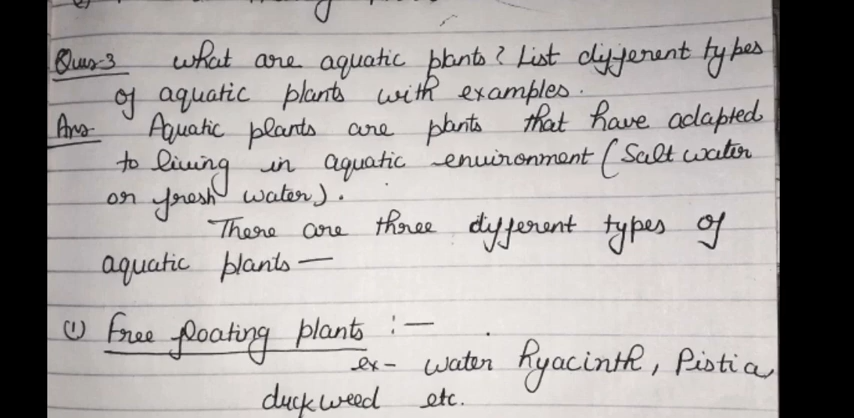 Ques-3 What are aquatic plants? List different types
of aquatic plants with examples.
Ans- Aquatic plants are plants that have adapted
to living in aquatic environment (Salt water
or fresh water).
There are three different types of
aquatic plants —
(1) Free floating plants :—
ex- water hyacinth, Pistia,
duckweed etc.